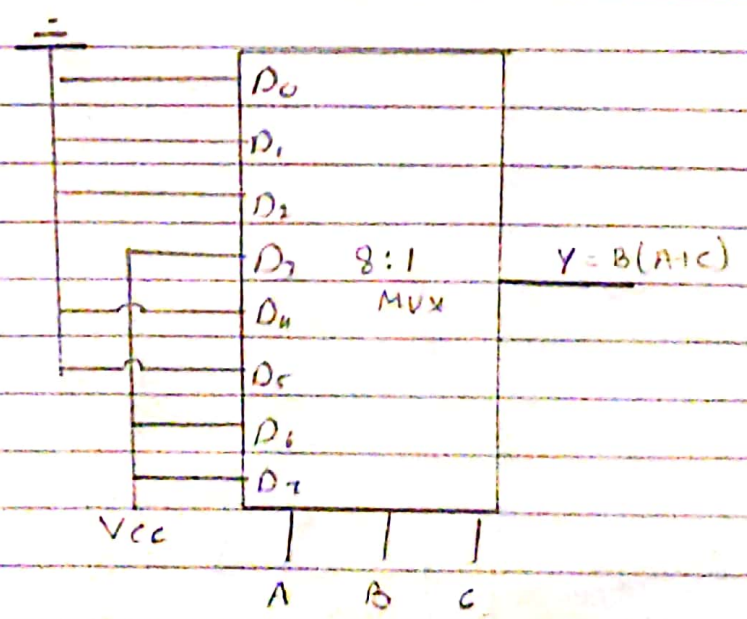 D0
D1
D2
D3 8:1 Y = B(A+C)
MUX
D4
D5
D6
D7
Vcc
A B C